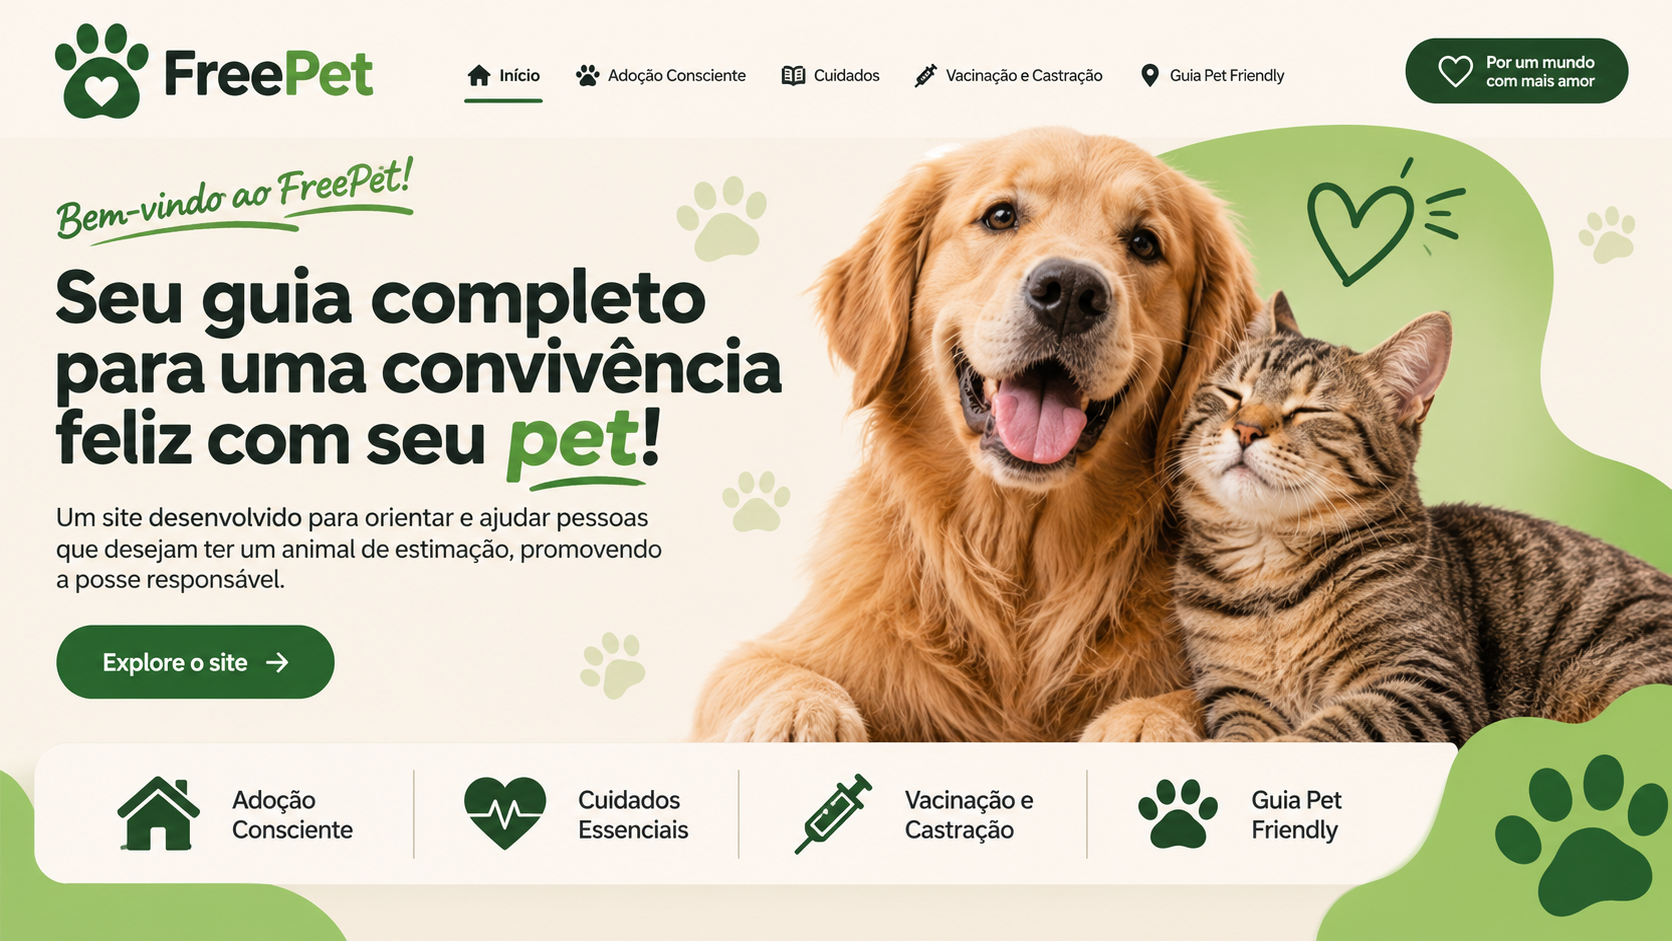 FreePet
Início
Adoção Consciente
Cuidados
Vacinação e Castração
Guia Pet Friendly
Por um mundo
com mais amor
Bem-vindo ao FreePet!
Seu guia completo
para uma convivência
feliz com seu pet!
Um site desenvolvido para orientar e ajudar pessoas
que desejam ter um animal de estimação, promovendo
a posse responsável.
Explore o site
Adoção
Consciente
Cuidados
Essenciais
Vacinação e
Castração
Guia Pet
Friendly